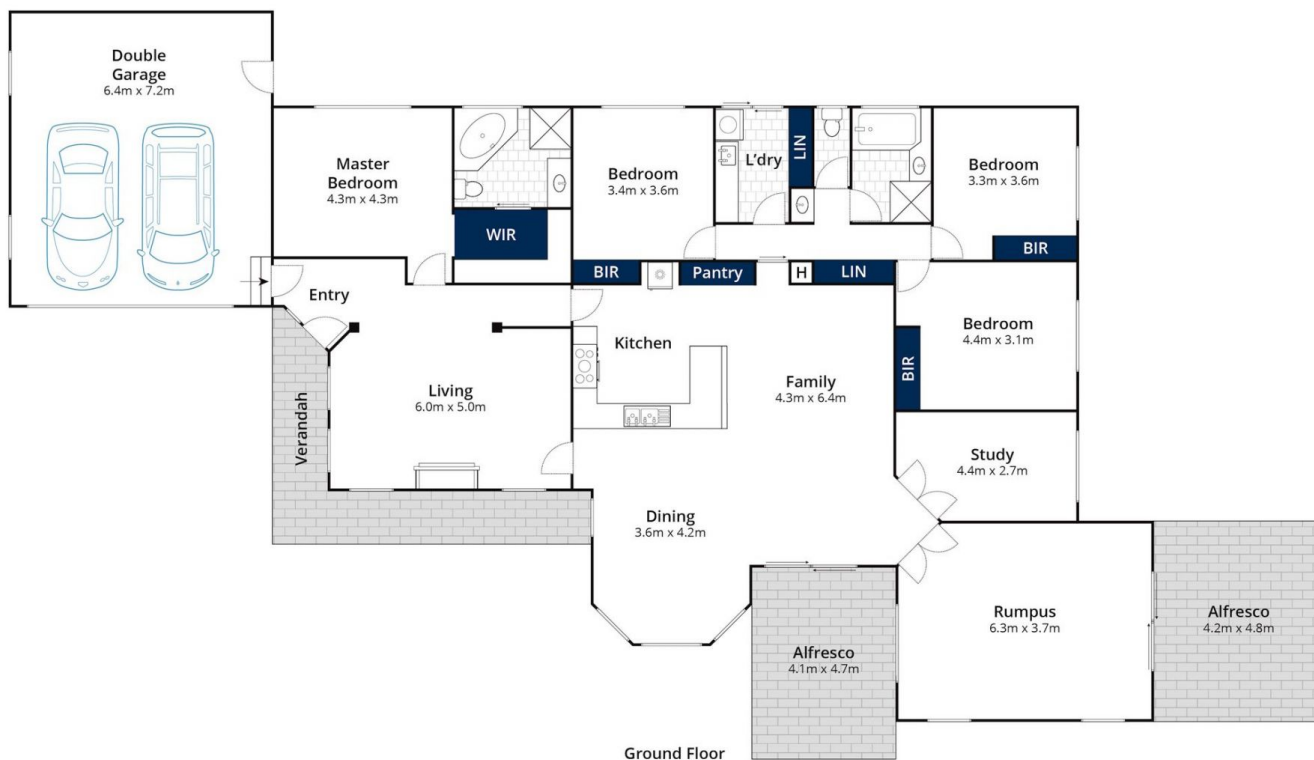 Double
Garage
6.4m x 7.2m
Master
Bedroom
4.3m x 4.3m
WIR
Bedroom
3.4m x 3.6m
L'dry
LIN
Bedroom
3.3m x 3.6m
BIR
BIR
Pantry
H
LIN
Entry
Kitchen
Bedroom
4.4m x 3.1m
BIR
Living
6.0m x 5.0m
Family
4.3m x 6.4m
Verandah
Study
4.4m x 2.7m
Dining
3.6m x 4.2m
Rumpus
6.3m x 3.7m
Alfresco
4.2m x 4.8m
Alfresco
4.1m x 4.7m
Ground Floor